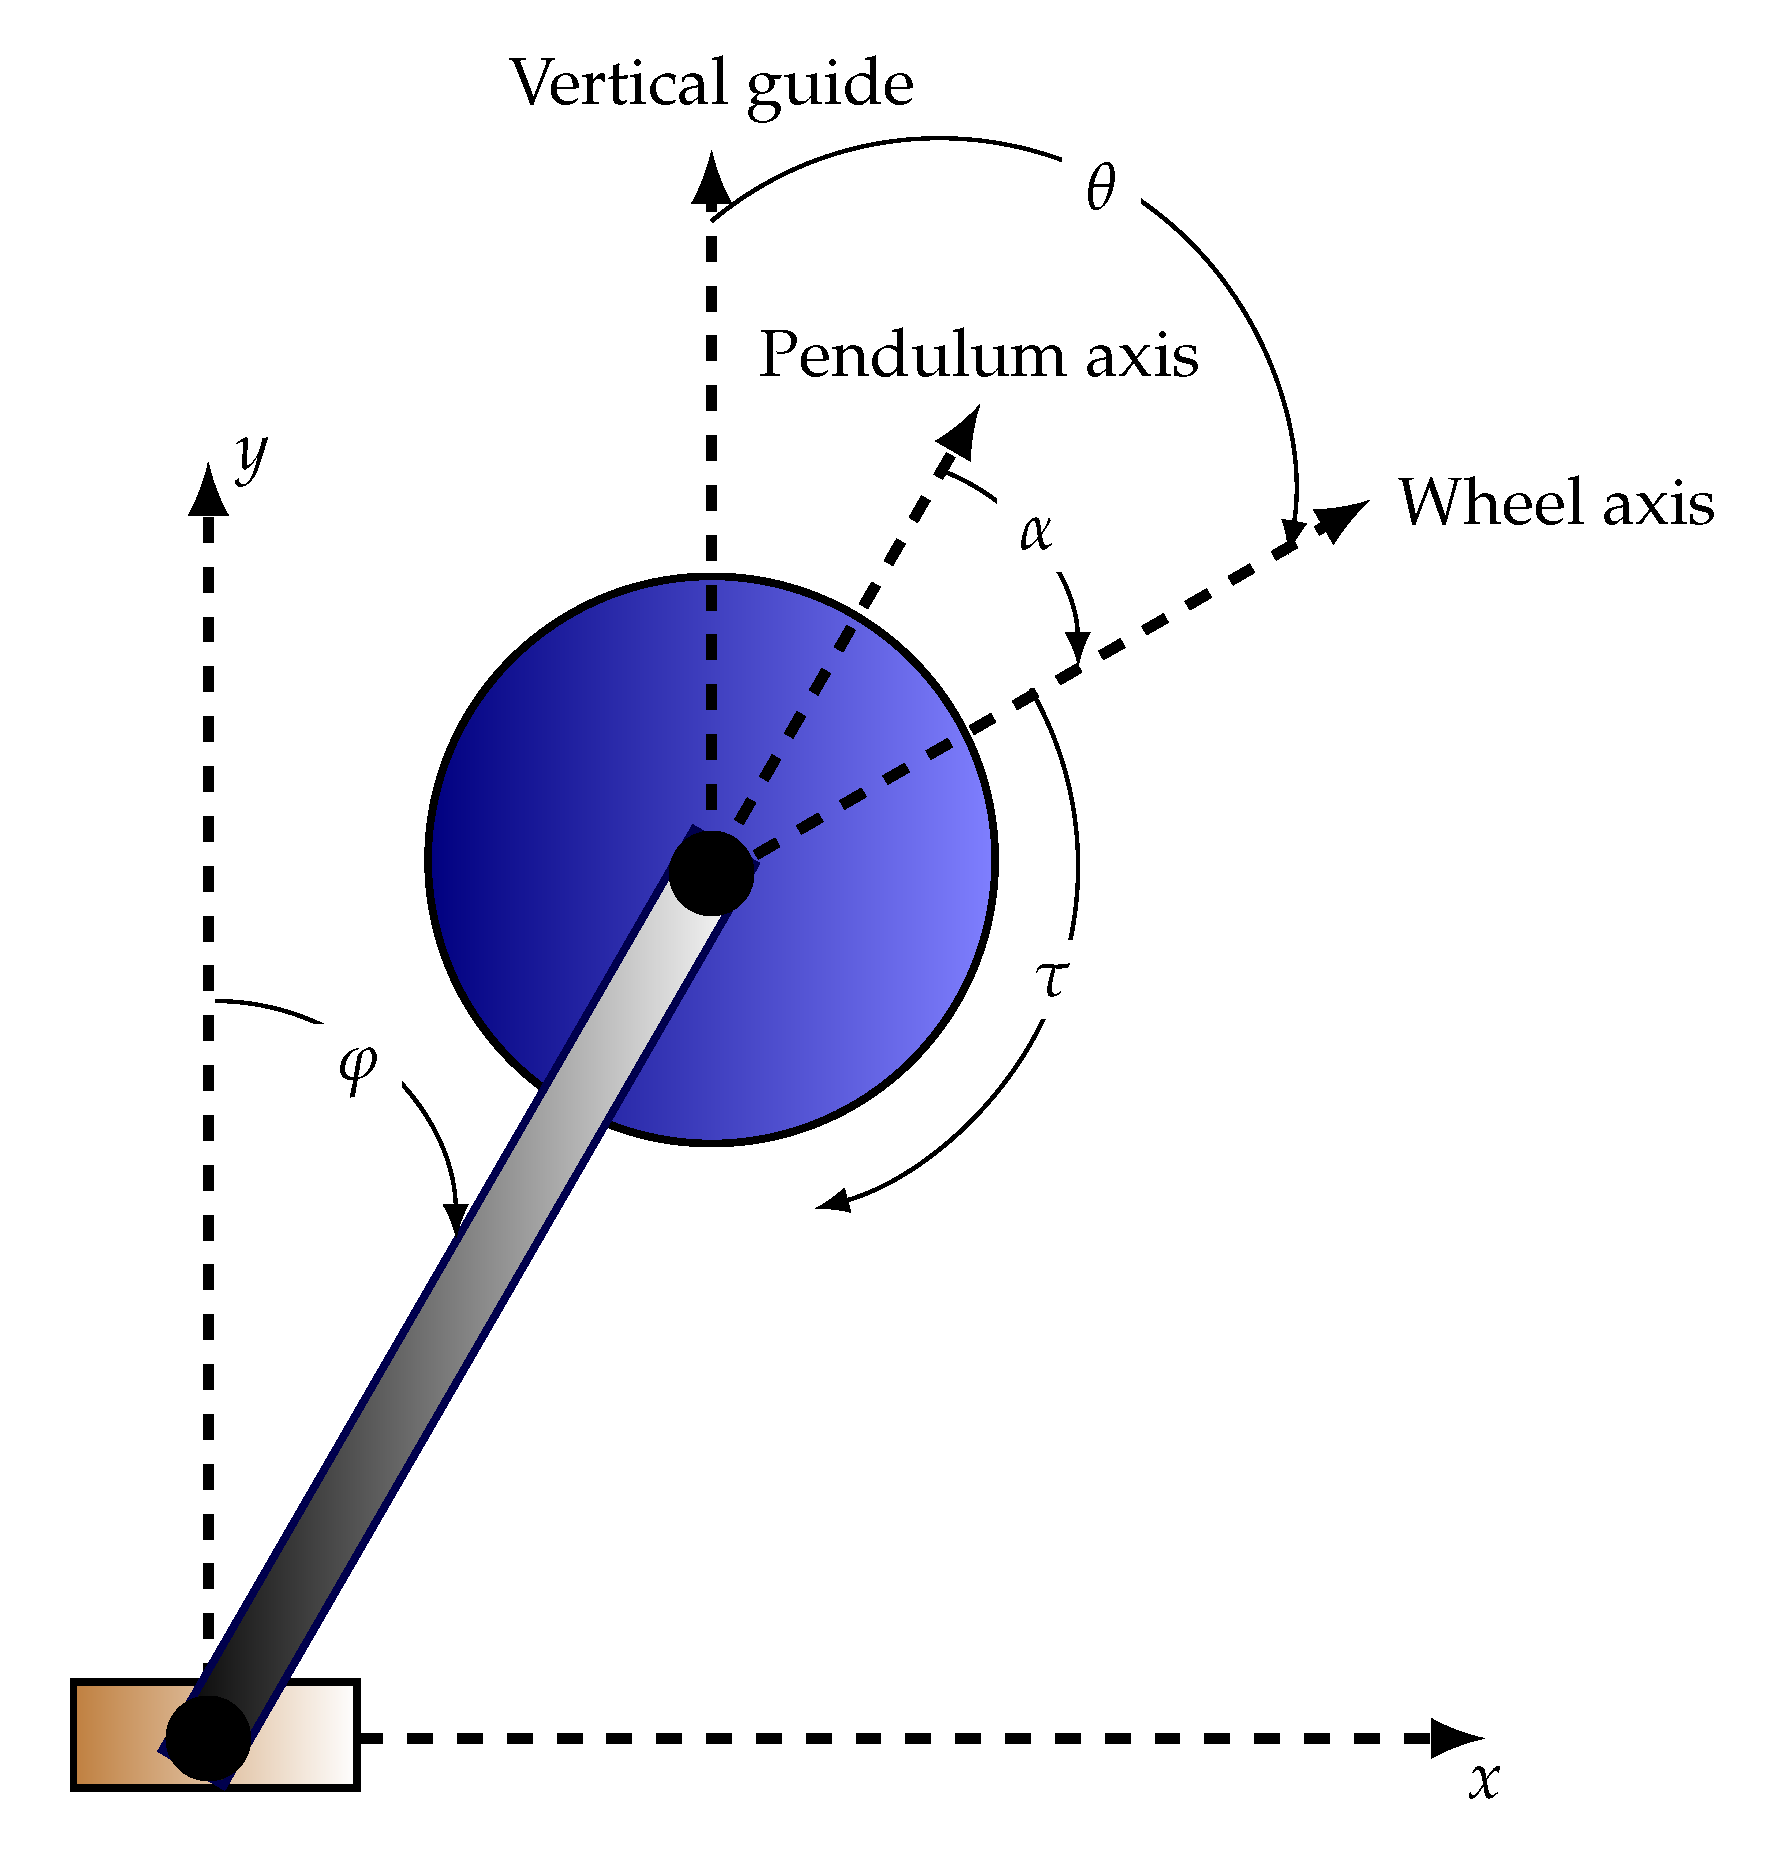 Vertical guide
θ
Pendulum axis
y
Wheel axis
α
τ
φ
x